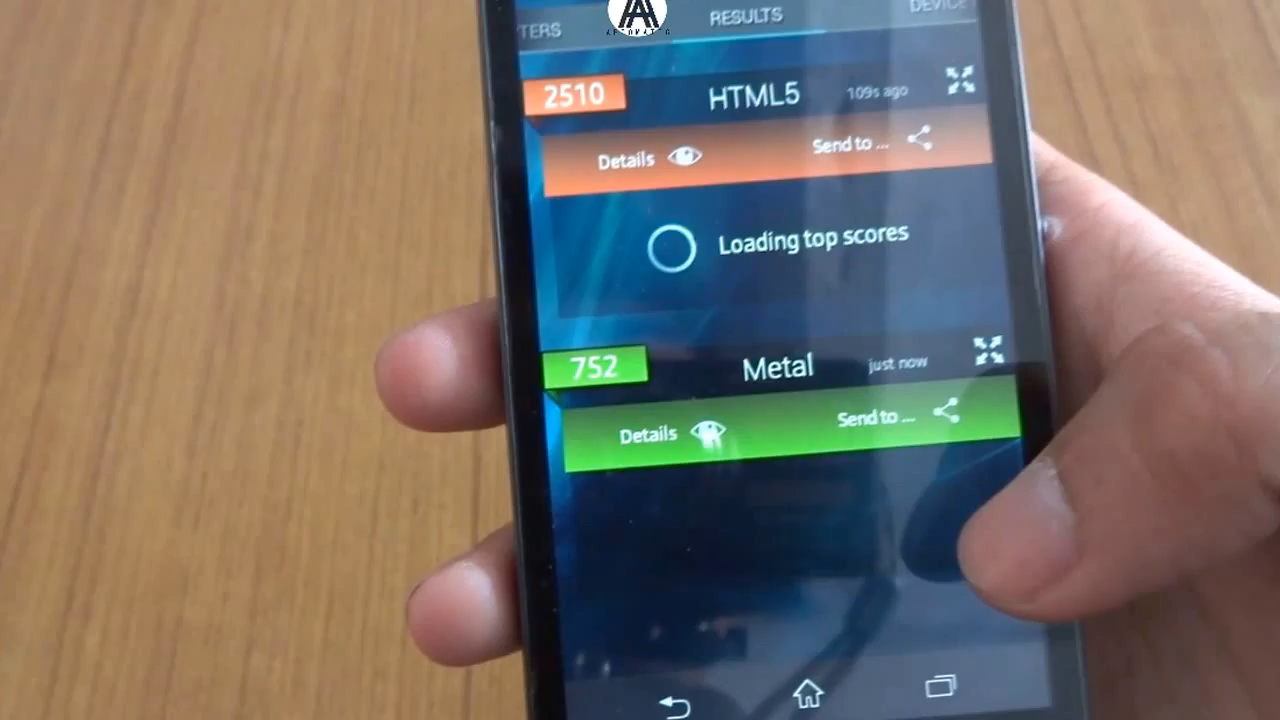 TERS RESULTS DEVICE
2510 HTML5 109s ago
Details Send to ...
Loading top scores
752 Metal just now
Details Send to ...